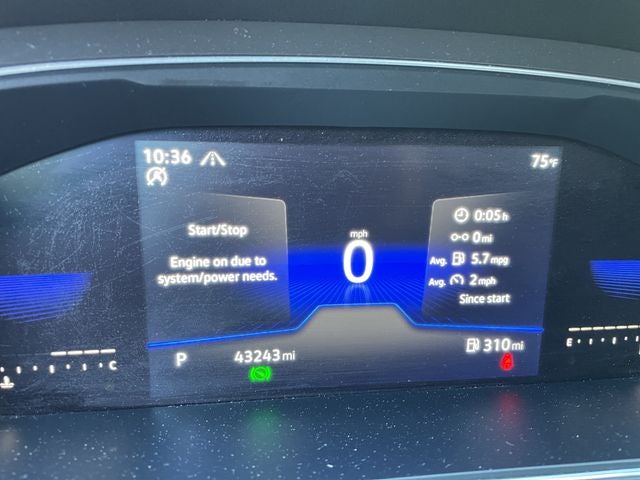 10:36
75°F
Start/Stop
Engine on due to
system/power needs.
mph
0
0:05h
0mi
Avg. 5.7mpg
Avg. 2mph
Since start
P
43243mi
310mi
C
E